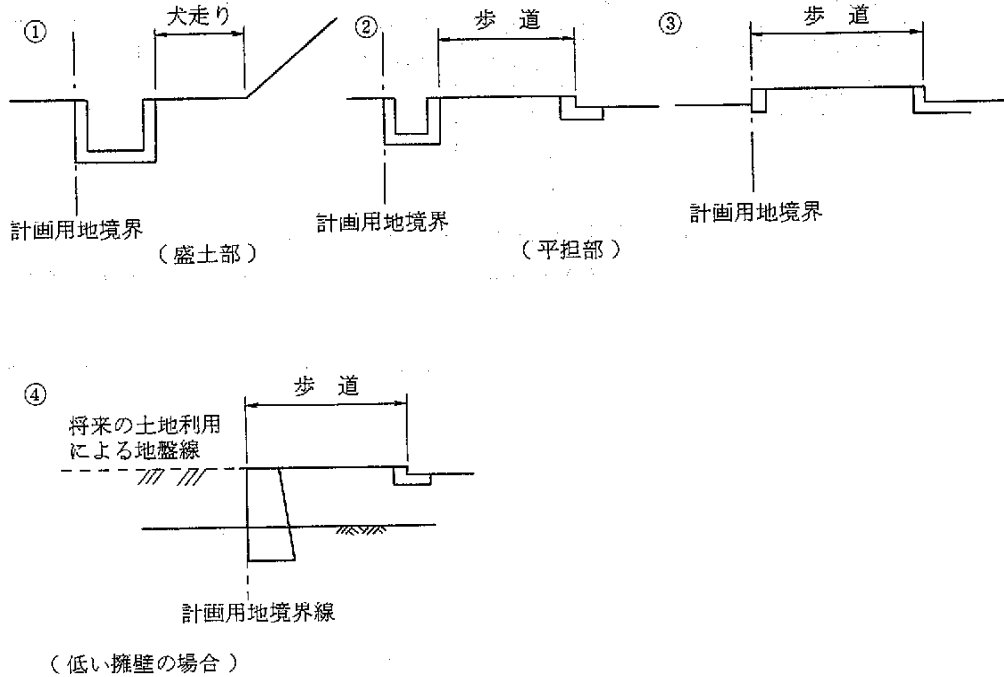 ①
犬走り
計画用地境界
(盛土部)
②
歩 道
計画用地境界
(平担部)
③
歩 道
計画用地境界
④
歩 道
将来の土地利用
による地盤線
計画用地境界線
(低い擁壁の場合)